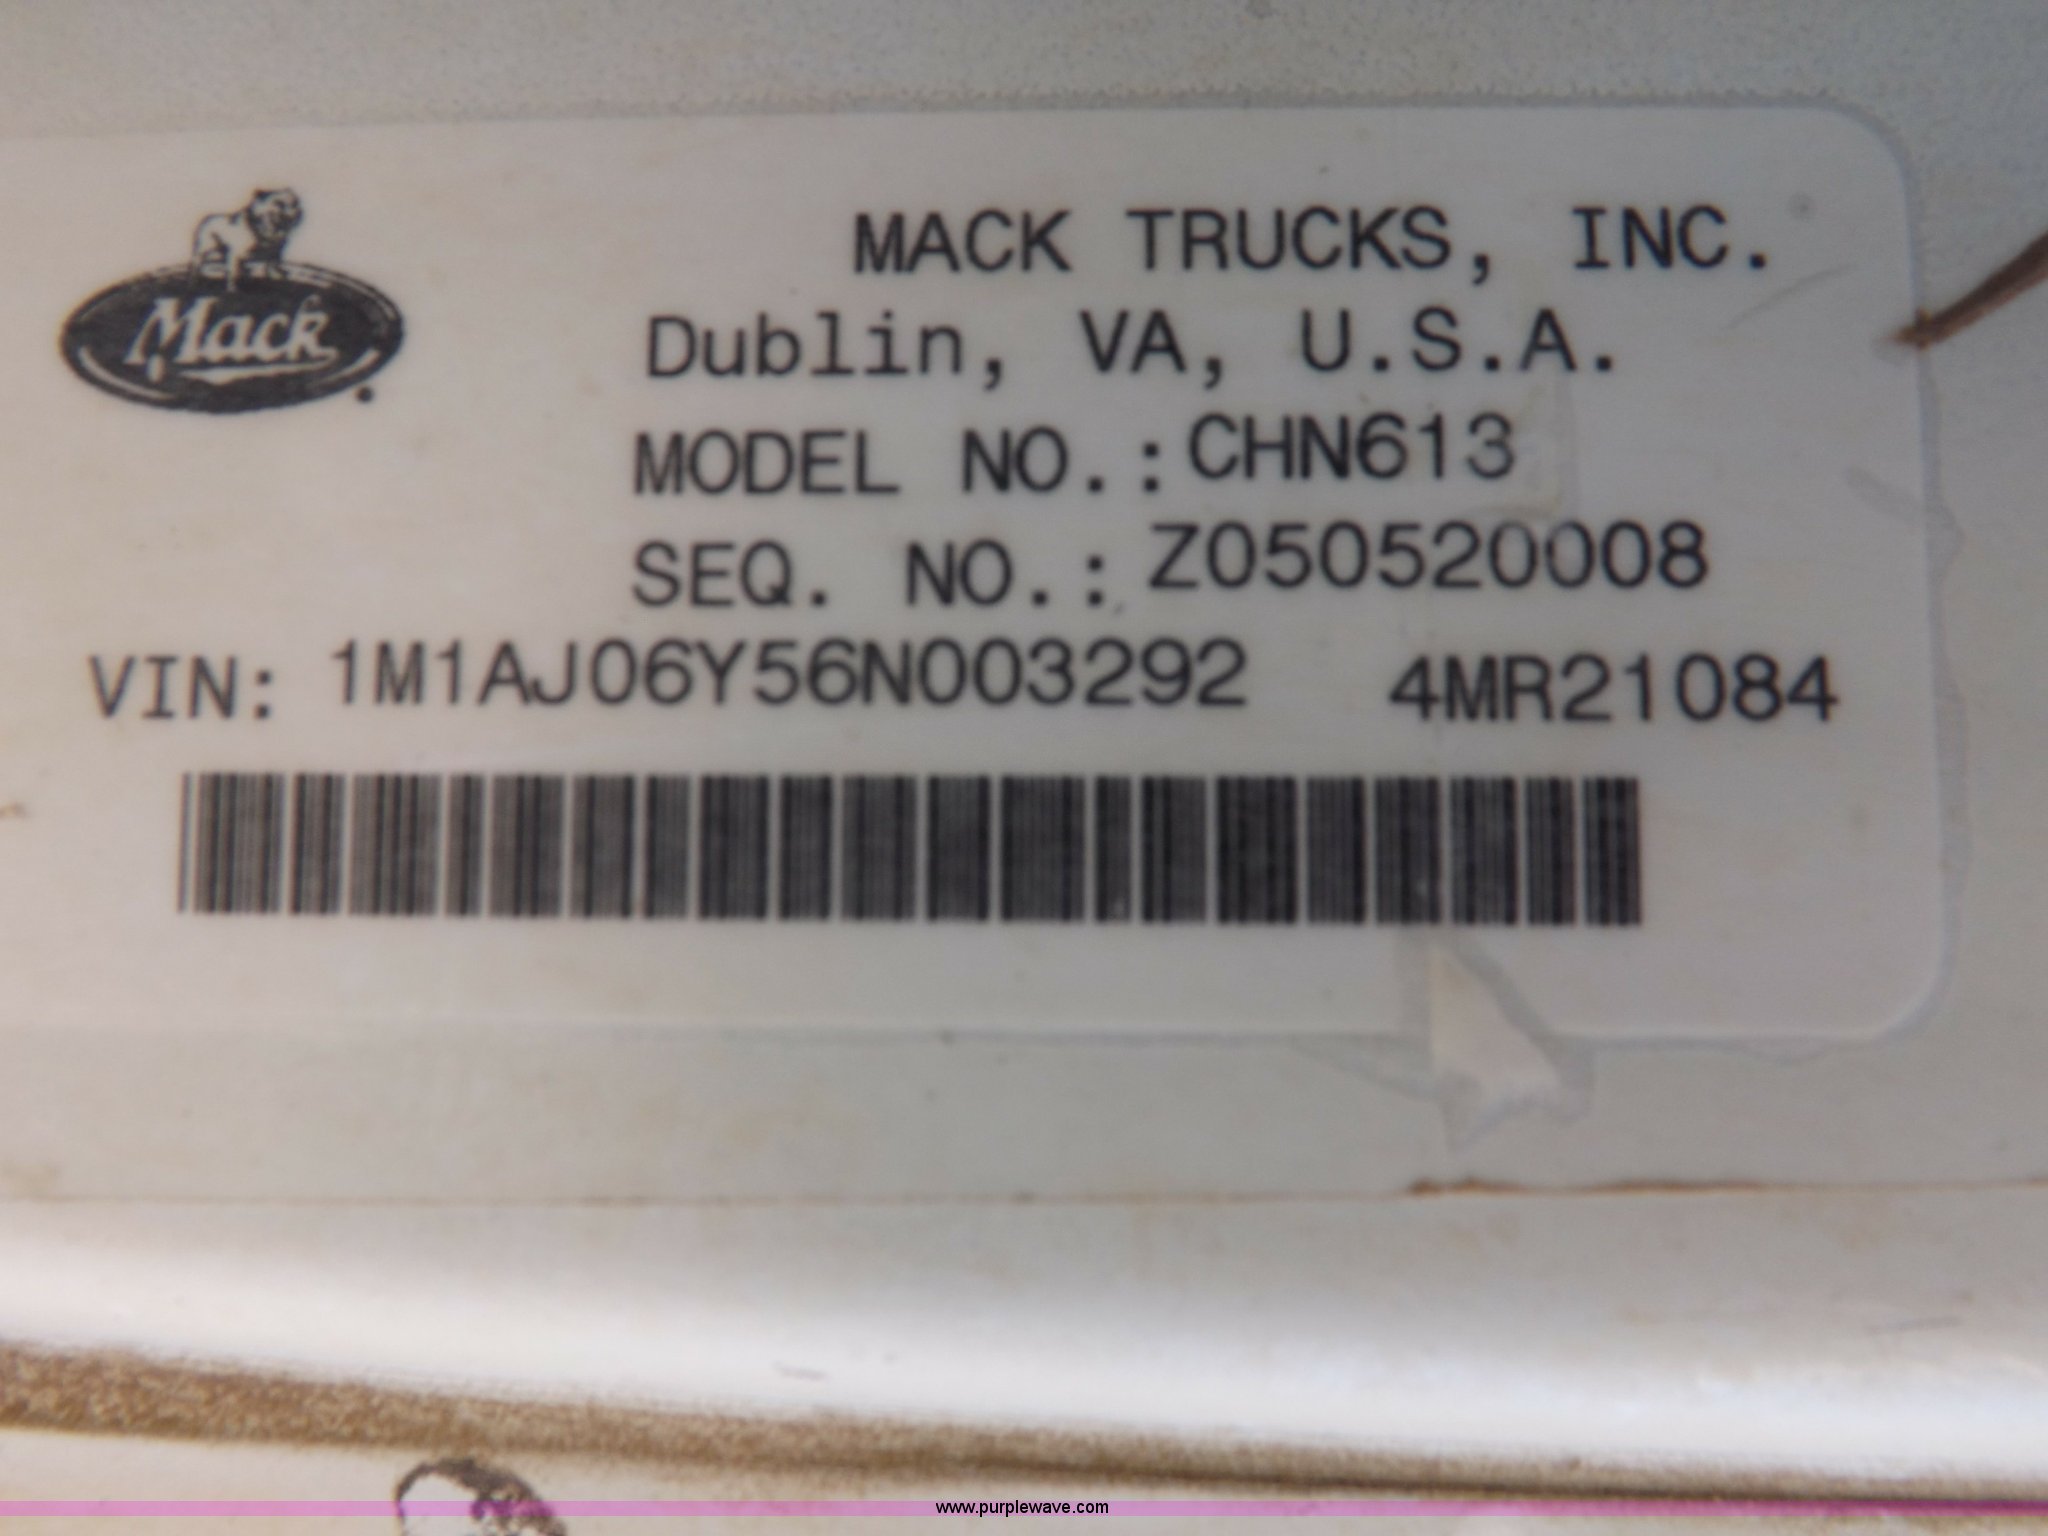 Mack
MACK TRUCKS, INC.
Dublin, VA, U.S.A.
MODEL NO.: CHN613
SEQ. NO.: Z050520008
VIN: 1M1AJ06Y56N003292 4MR21084
www.purplewave.com